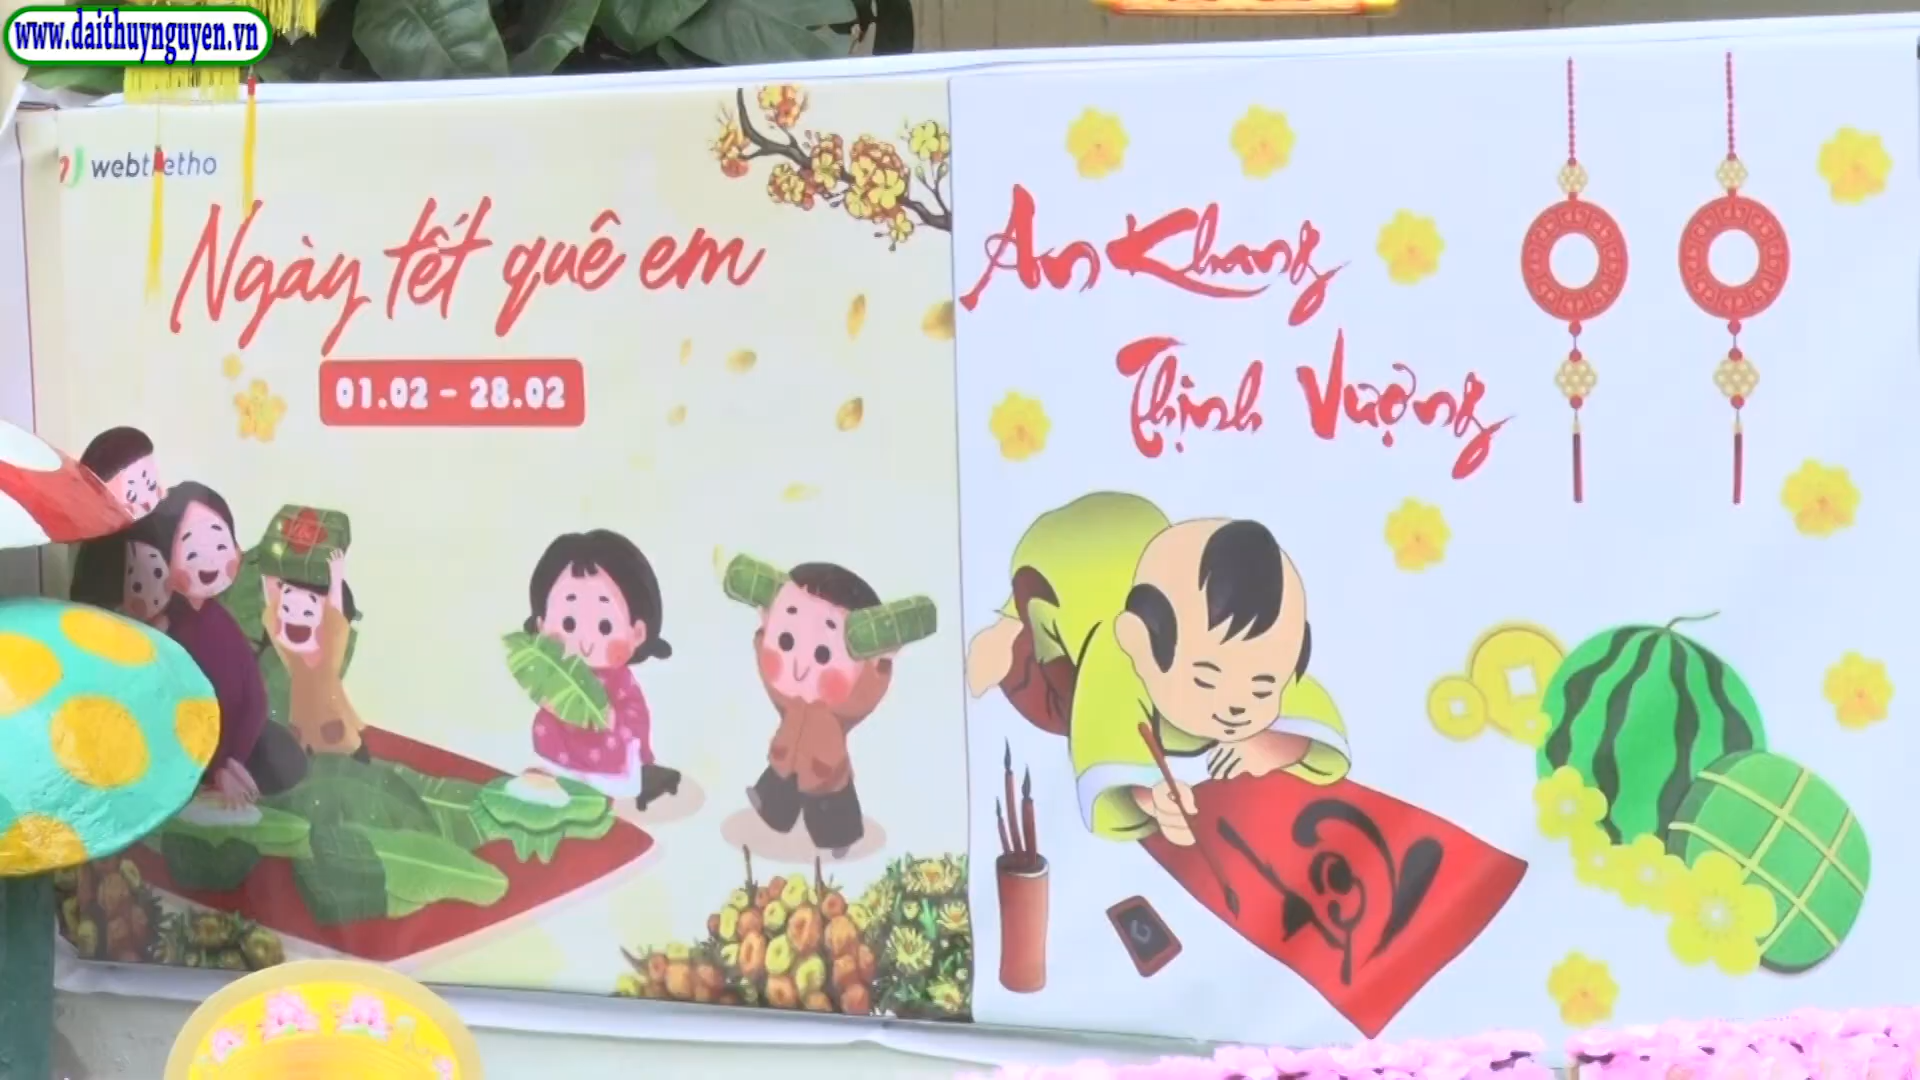 www.daithuynguyen.vn
webtretho
Ngày tết quê em
01.02 - 28.02
An Khang
Thịnh Vượng